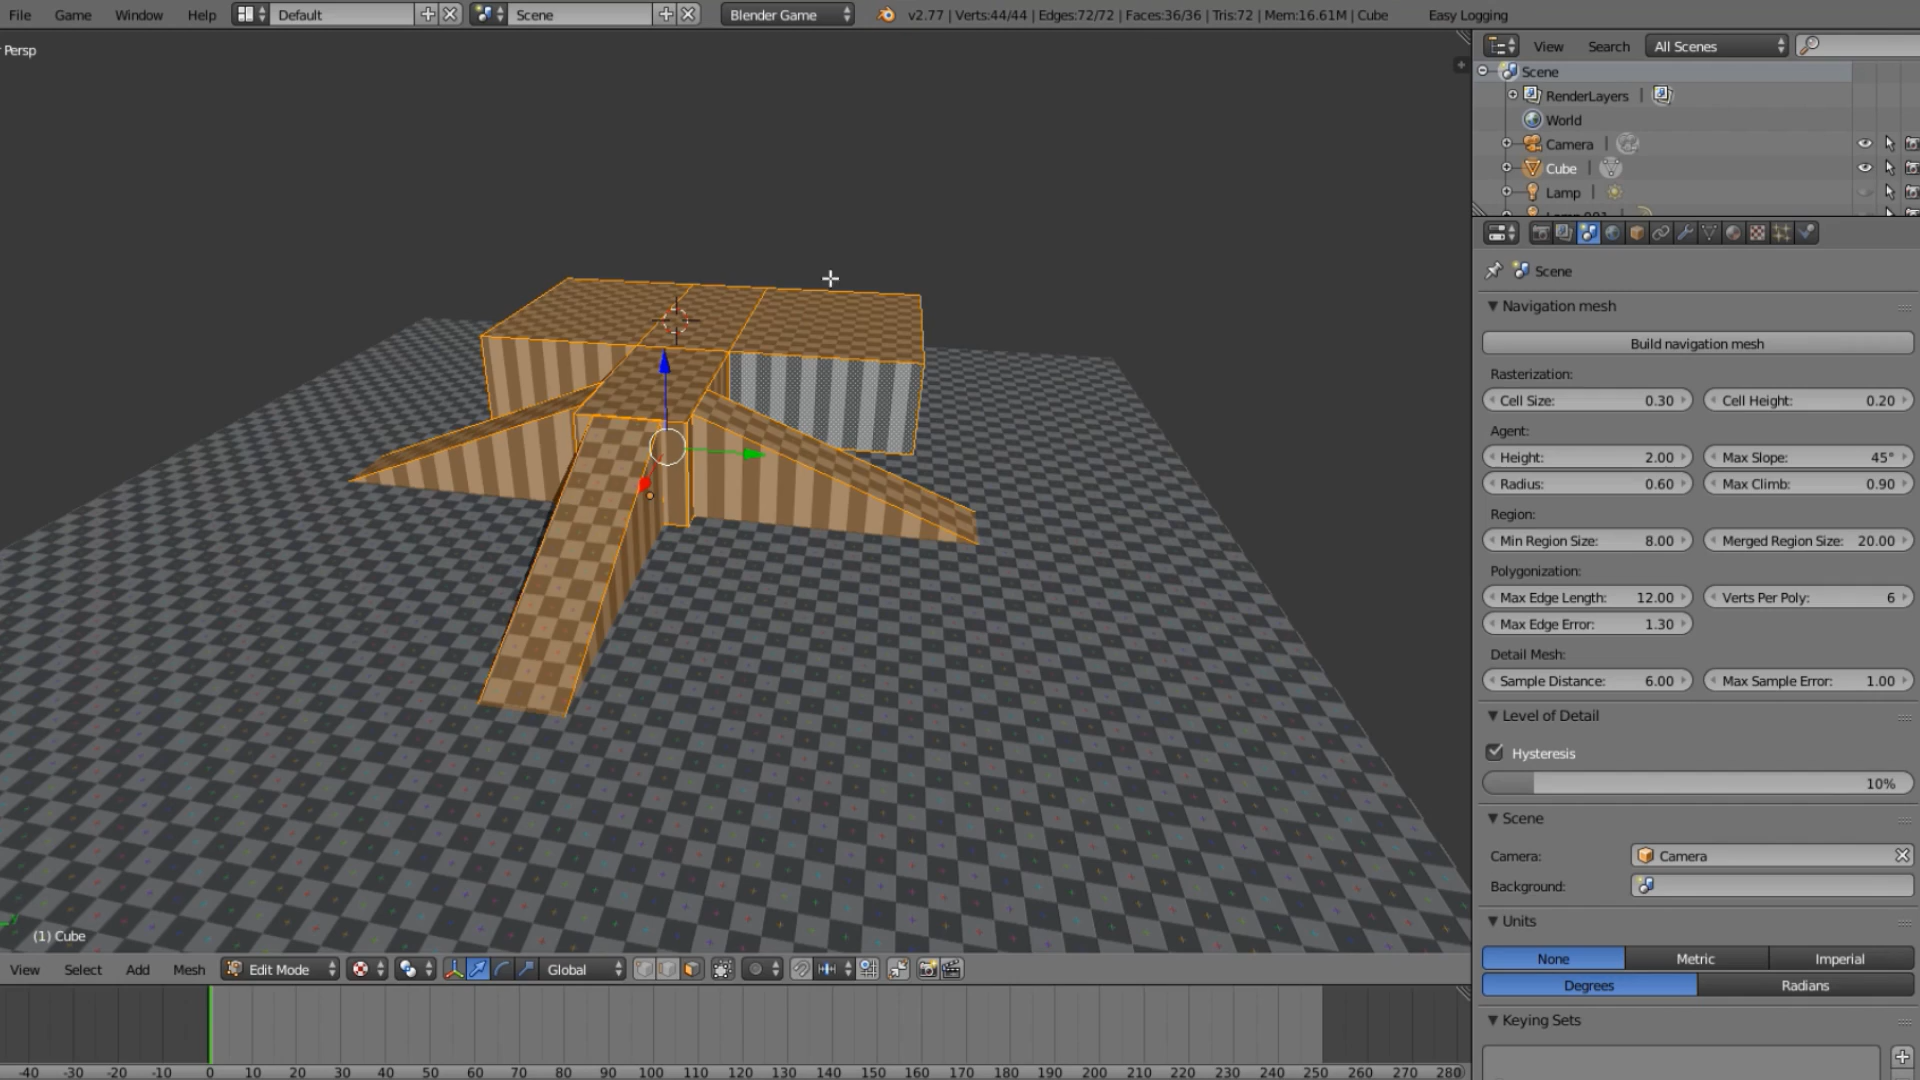 File Game Window Help Default Scene Blender Game v2.77 | Verts:44/44 | Edges:72/72 | Faces:36/36 | Tris:72 | Mem:16.61M | Cube Easy Logging
Persp
View Search All Scenes
Scene
RenderLayers |
World
Camera |
Cube |
Lamp |
Scene
Navigation mesh
Build navigation mesh
Rasterization:
Cell Size: 0.30 Cell Height: 0.20
Agent:
Height: 2.00 Max Slope: 45°
Radius: 0.60 Max Climb: 0.90
Region:
Min Region Size: 8.00 Merged Region Size: 20.00
Polygonization:
Max Edge Length: 12.00 Verts Per Poly: 6
Max Edge Error: 1.30
Detail Mesh:
Sample Distance: 6.00 Max Sample Error: 1.00
Level of Detail
Hysteresis
10%
Scene
Camera: Camera
Background:
Units
None Metric Imperial
Degrees Radians
Keying Sets
(1) Cube
View Select Add Mesh Edit Mode Global
-40 -30 -20 -10 0 10 20 30 40 50 60 70 80 90 100 110 120 130 140 150 160 170 180 190 200 210 220 230 240 250 260 270 280